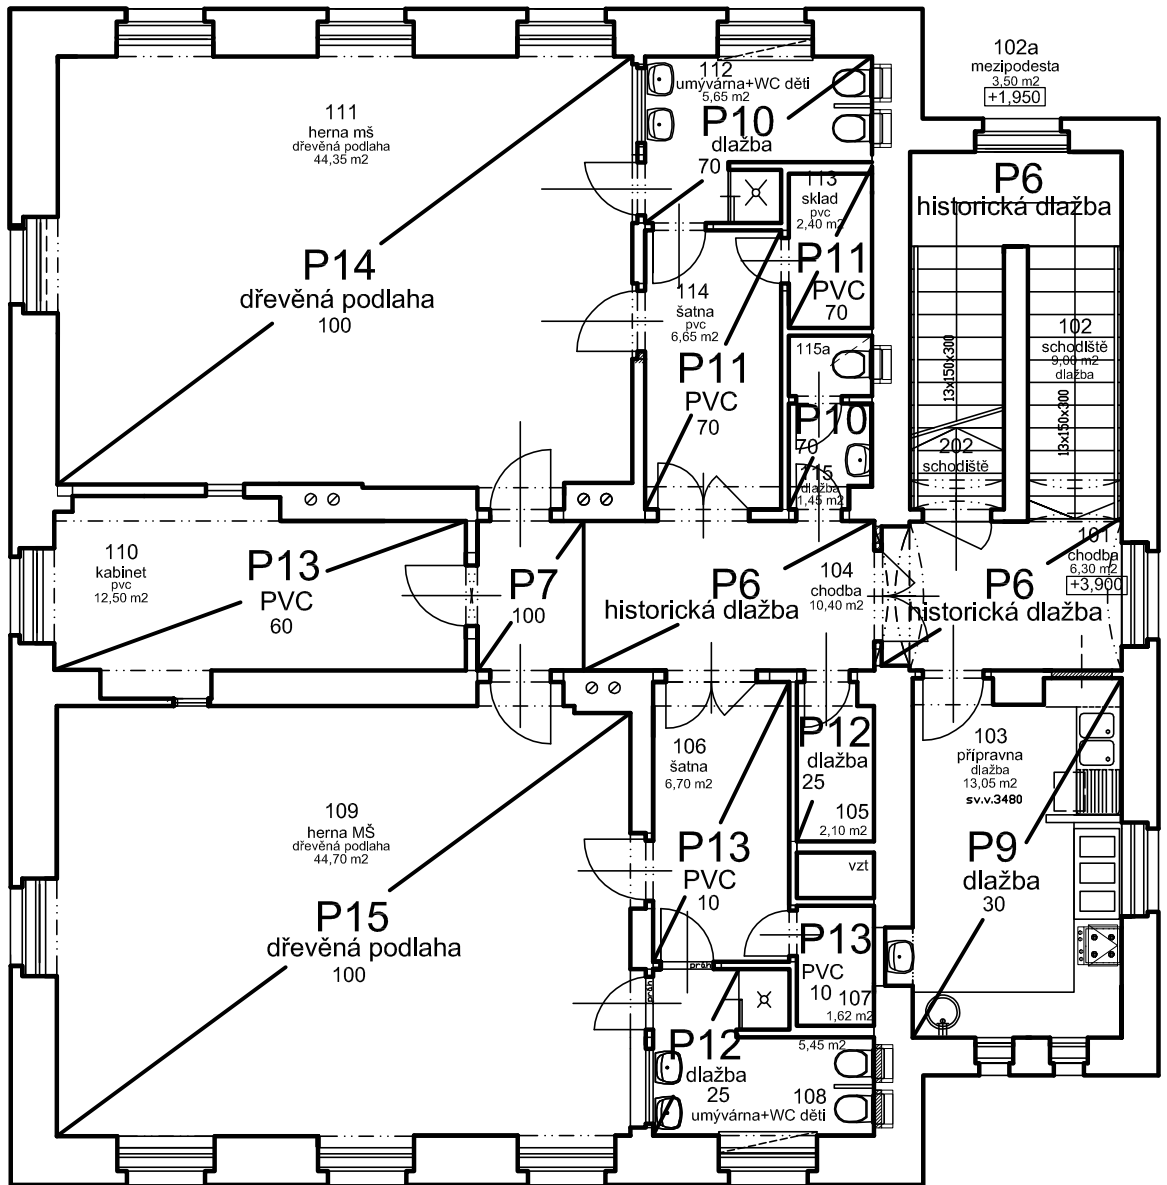 102a
mezipodesta
3,50 m2
+1,950
111
herna mš
dřevěná podlaha
44,35 m2
P14
dřevěná podlaha
100
112
umývárna+WC děti
5,65 m2
P10
dlažba
70
113
sklad
pvc
2,40 m2
P11
PVC
70
114
šatna
pvc
6,65 m2
P11
PVC
70
115a
P10
70
115
dlažba
1,45 m2
P6
historická dlažba
13x150x300
102
schodiště
9,00 m2
dlažba
13x150x300
202
schodiště
110
kabinet
pvc
12,50 m2
P13
PVC
60
P7
100
P6
historická dlažba
104
chodba
10,40 m2
101
chodba
6,30 m2
+3,900
P6
historická dlažba
109
herna MŠ
dřevěná podlaha
44,70 m2
P15
dřevěná podlaha
100
106
šatna
6,70 m2
P13
PVC
10
P12
dlažba
25
105
2,10 m2
vzt
P13
PVC
10
107
1,62 m2
103
přípravna
dlažba
13,05 m2
sv.v.3480
P9
dlažba
30
práh
práh
P12
dlažba
25
5,45 m2
108
umývárna+WC děti